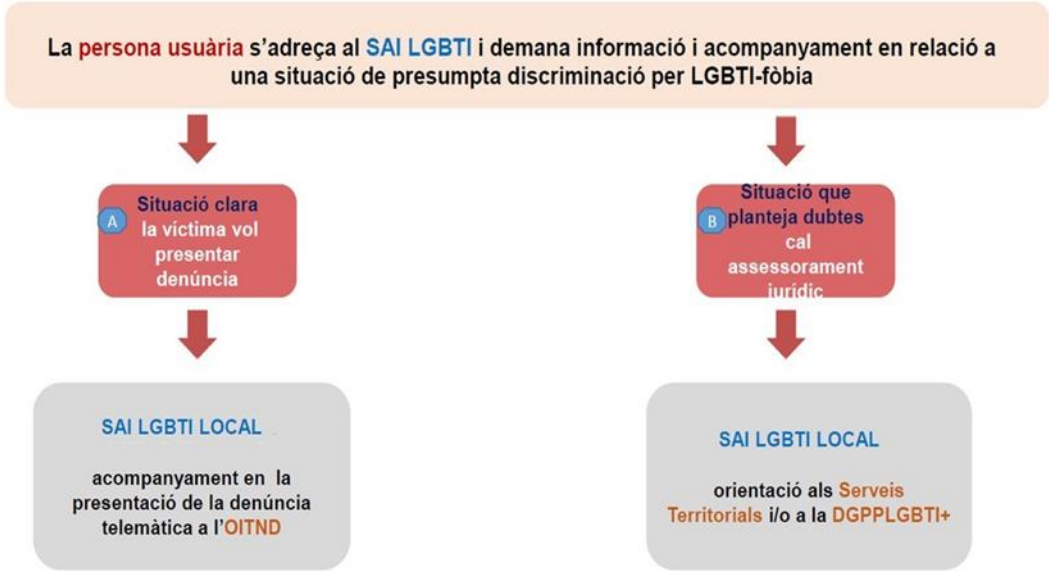 La persona usuària s’adreça al SAI LGBTI i demana informació i acompanyament en relació a
una situació de presumpta discriminació per LGBTI-fòbia
A
Situació clara
la víctima vol
presentar
denúncia
B
Situació que
planteja dubtes
cal
assessorament
jurídic
SAI LGBTI LOCAL
acompanyament en la
presentació de la denúncia
telemàtica a l’OITND
SAI LGBTI LOCAL
orientació als Serveis
Territorials i/o a la DGPPLGBTI+